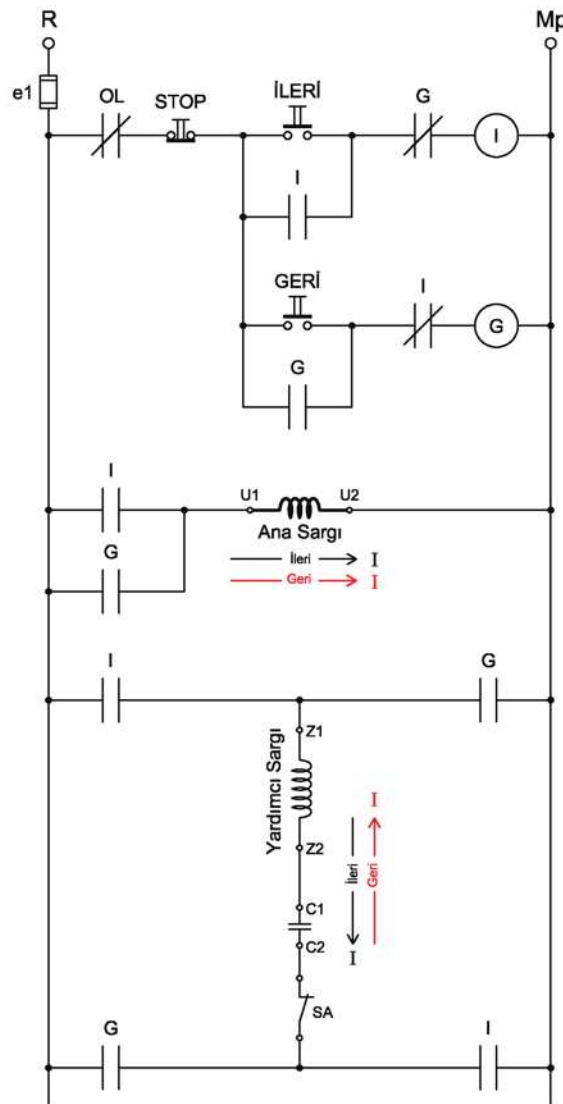 R Mp
e1
OL STOP İLERİ G
I
I
GERİ I
G
G
I
U1 U2
Ana Sargı
G
İleri I
Geri I
I G
Z1
Yardımcı Sargı
I
Z2
İleri Geri
C1
C2
I
SA
G I